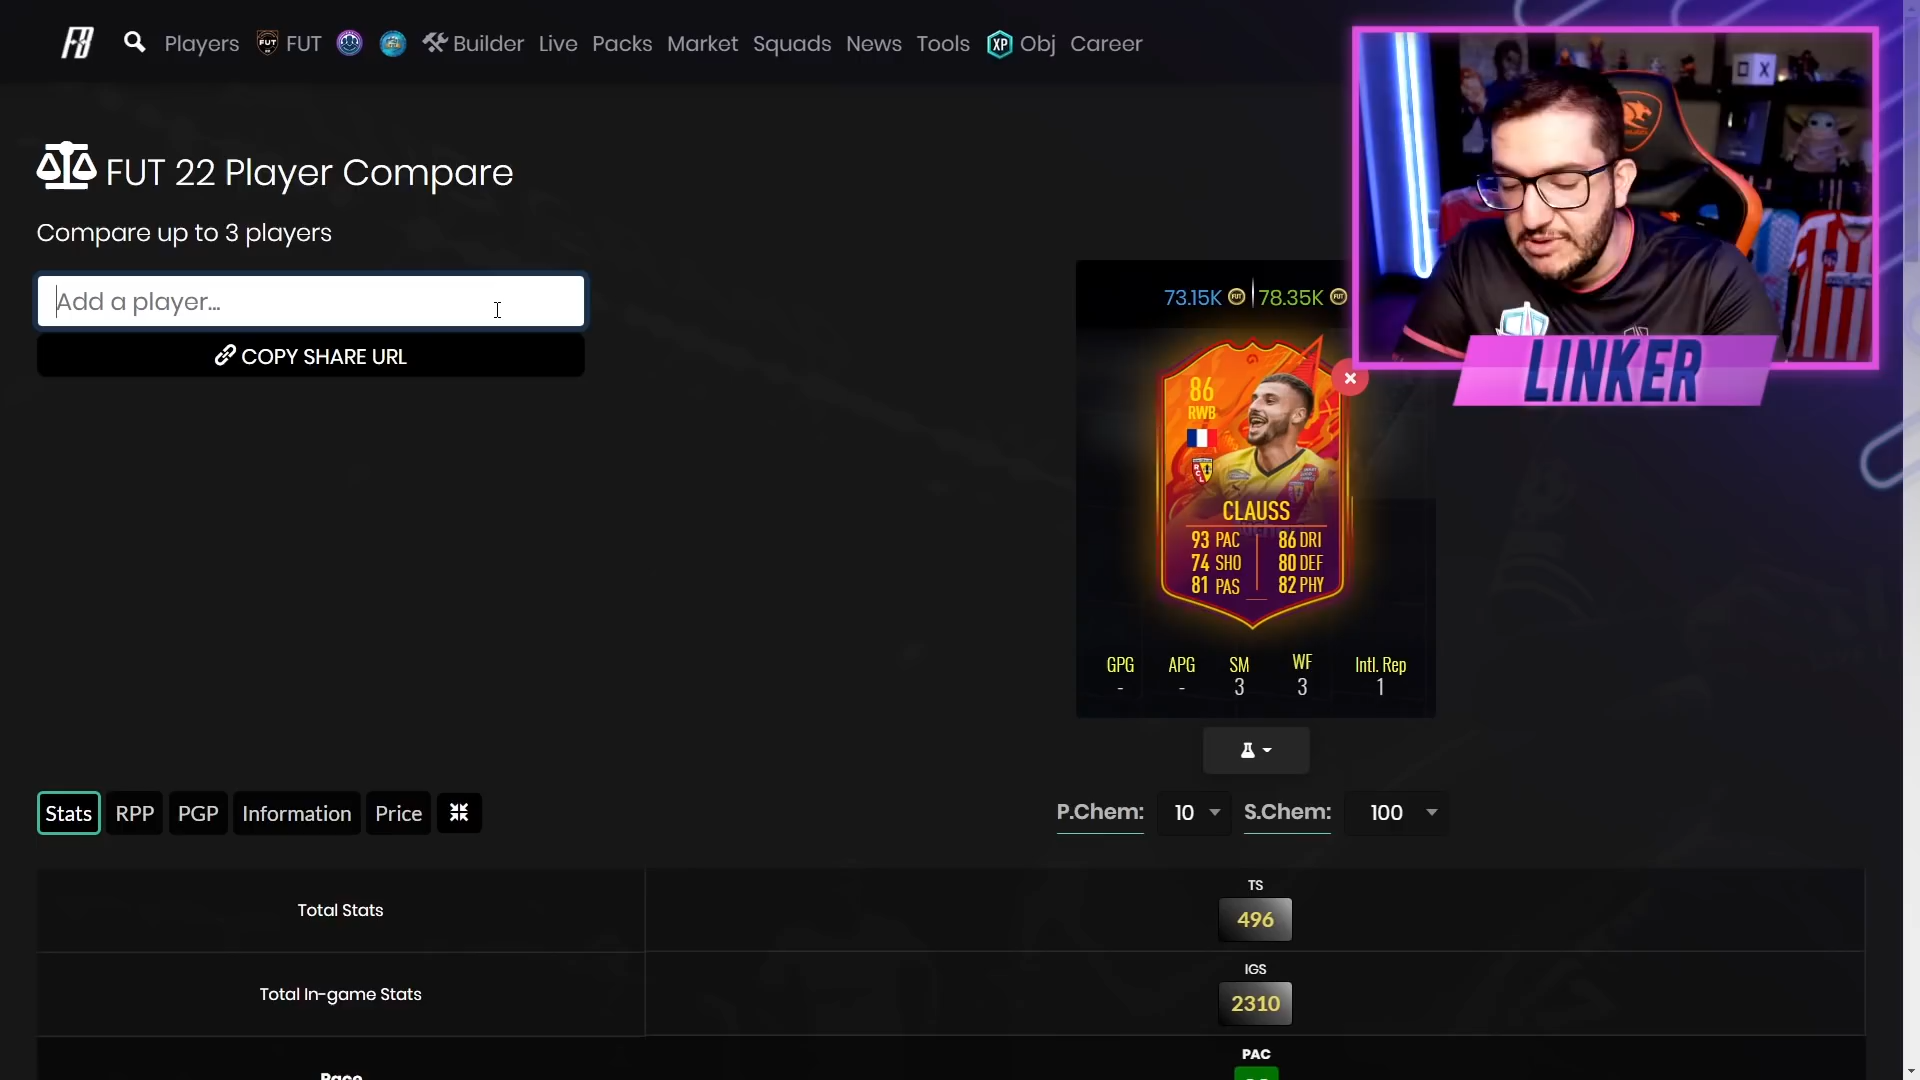 FB Players FUT Builder Live Packs Market Squads News Tools XP Obj Career
FUT 22 Player Compare
Compare up to 3 players
Add a player...
COPY SHARE URL
73.15K 78.35K
86
RWB
CLAUSS
93 PAC 86 DRI
74 SHO 80 DEF
81 PAS 82 PHY
GPG APG SM WF Intl. Rep
- - 3 3 1
LINKER
Stats RPP PGP Information Price
P.Chem: 10 S.Chem: 100
Total Stats
TS
496
Total In-game Stats
IGS
2310
Pace
PAC